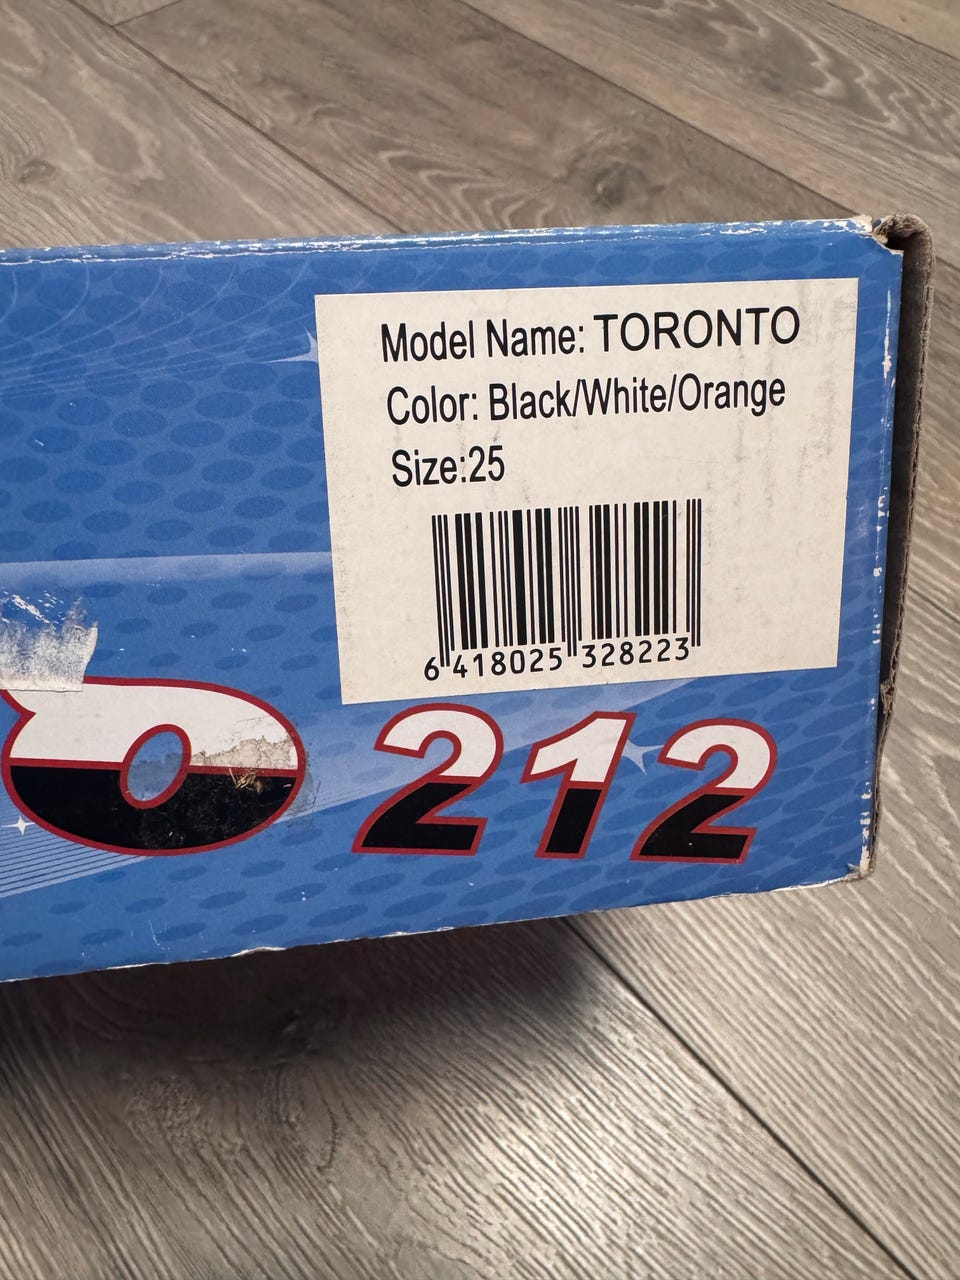 Model Name: TORONTO
Color: Black/White/Orange
Size:25
6 418025 328223
212